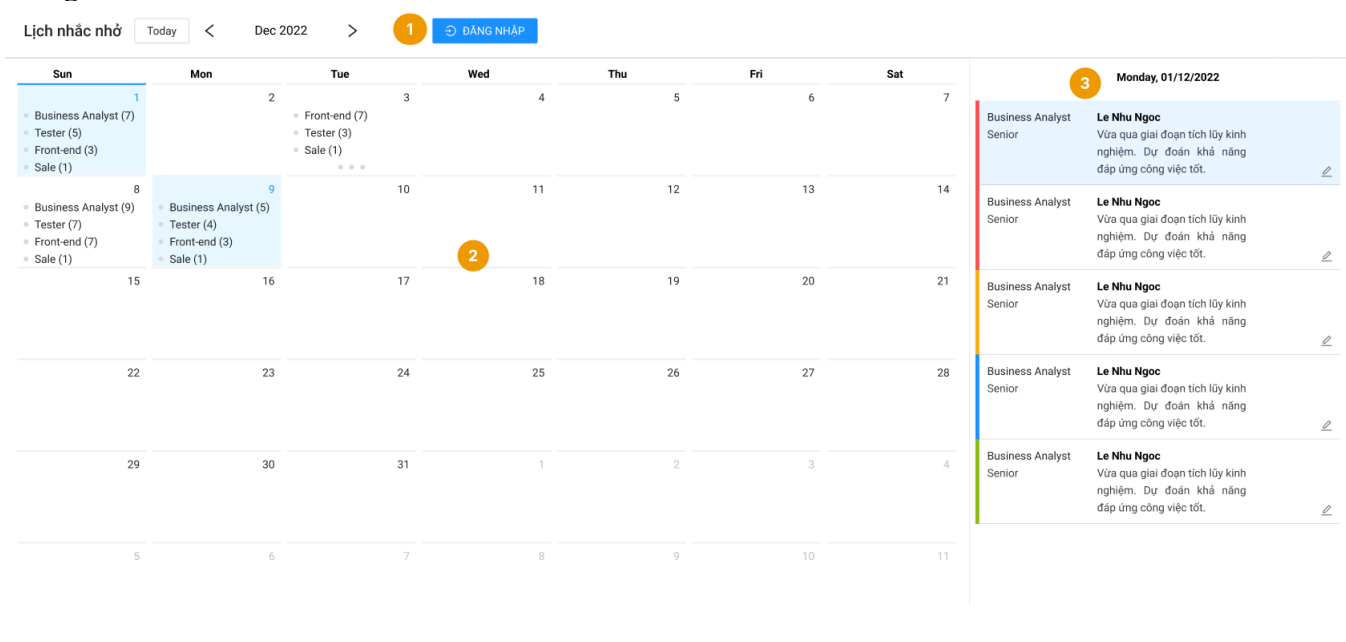 Lịch nhắc nhở Today Dec 2022 1 ĐĂNG NHẬP
Sun Mon Tue Wed Thu Fri Sat
1 2 3 4 5 6 7
Business Analyst (7)
Tester (5)
Front-end (3)
Sale (1)
Front-end (7)
Tester (3)
Sale (1)
8 9 10 11 12 13 14
Business Analyst (9)
Tester (7)
Front-end (7)
Sale (1)
Business Analyst (5)
Tester (4)
Front-end (3)
Sale (1)
2
15 16 17 18 19 20 21
22 23 24 25 26 27 28
29 30 31 1 2 3 4
5 6 7 8 9 10 11
3 Monday, 01/12/2022
Business Analyst
Senior
Le Nhu Ngoc
Vừa qua giai đoạn tích lũy kinh
nghiệm. Dự đoán khả năng
đáp ứng công việc tốt.
Business Analyst
Senior
Le Nhu Ngoc
Vừa qua giai đoạn tích lũy kinh
nghiệm. Dự đoán khả năng
đáp ứng công việc tốt.
Business Analyst
Senior
Le Nhu Ngoc
Vừa qua giai đoạn tích lũy kinh
nghiệm. Dự đoán khả năng
đáp ứng công việc tốt.
Business Analyst
Senior
Le Nhu Ngoc
Vừa qua giai đoạn tích lũy kinh
nghiệm. Dự đoán khả năng
đáp ứng công việc tốt.
Business Analyst
Senior
Le Nhu Ngoc
Vừa qua giai đoạn tích lũy kinh
nghiệm. Dự đoán khả năng
đáp ứng công việc tốt.